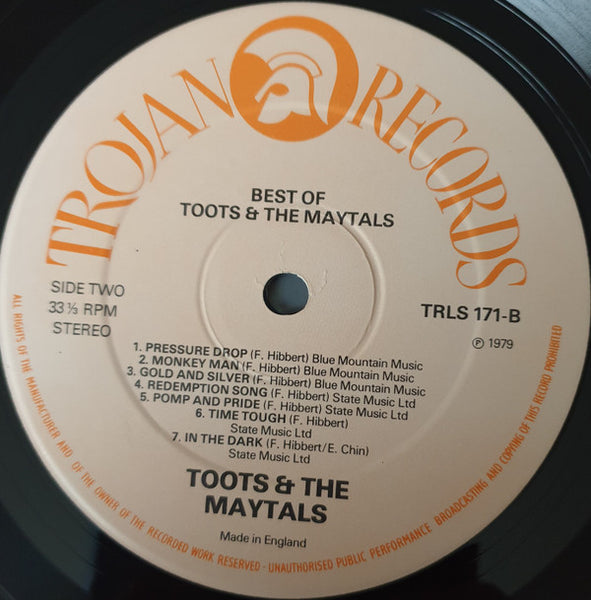 TROJAN RECORDS
BEST OF
TOOTS & THE MAYTALS
SIDE TWO
33 ⅓ RPM
STEREO
TRLS 171-B
℗ 1979
1. PRESSURE DROP (F. Hibbert) Blue Mountain Music
2. MONKEY MAN (F. Hibbert) Blue Mountain Music
3. GOLD AND SILVER (F. Hibbert) Blue Mountain Music
4. REDEMPTION SONG (F. Hibbert) State Music Ltd
5. POMP AND PRIDE (F. Hibbert) State Music Ltd
6. TIME TOUGH (F. Hibbert)
State Music Ltd
7. IN THE DARK (F. Hibbert/E. Chin)
State Music Ltd
TOOTS & THE
MAYTALS
Made in England
ALL RIGHTS OF THE MANUFACTURER AND OF THE OWNER OF THE RECORDED WORK RESERVED - UNAUTHORISED PUBLIC PERFORMANCE BROADCASTING AND COPYING OF THIS RECORD PROHIBITED